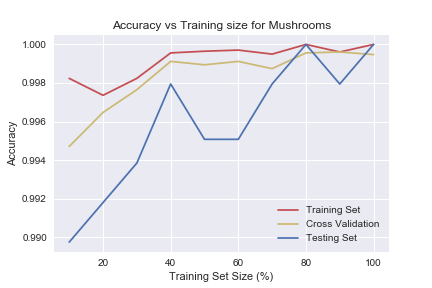 Accuracy vs Training size for Mushrooms
1.000
0.998
0.996
0.994
0.992
0.990
Accuracy
Training Set
Cross Validation
Testing Set
20
40
60
80
100
Training Set Size (%)